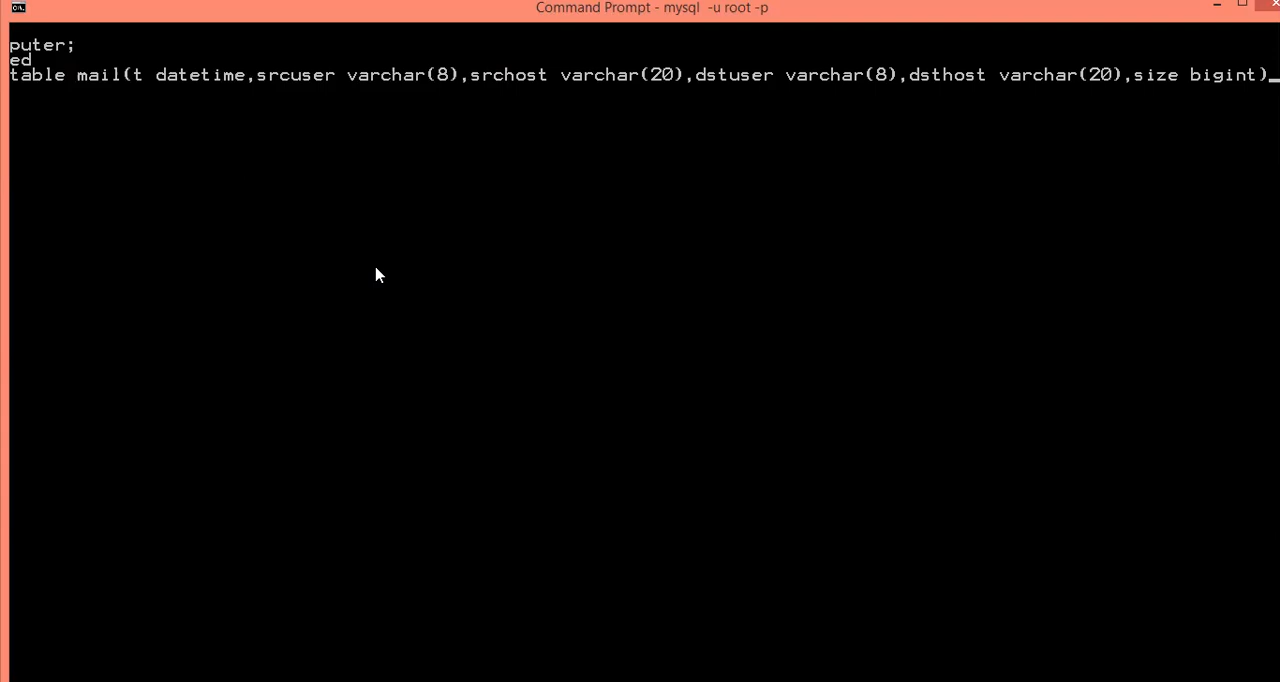 Command Prompt - mysql -u root -p
puter;
ed
table mail(t datetime,srcuser varchar(8),srchost varchar(20),dstuser varchar(8),dsthost varchar(20),size bigint)_